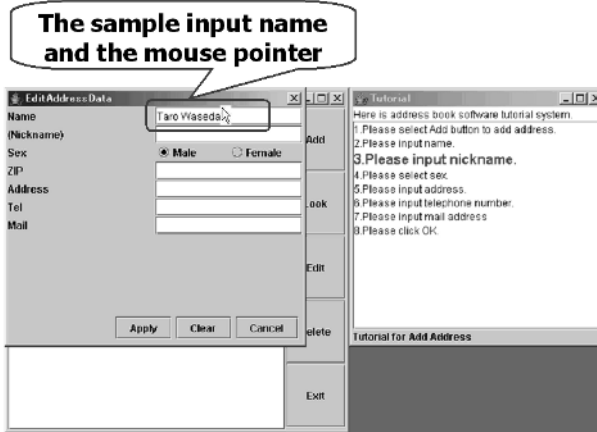 The sample input name
and the mouse pointer
EditAddressData
Name
Taro Waseda
(Nickname)
Sex
Male
Female
ZIP
Address
Tel
Mail
Apply
Clear
Cancel
Add
Look
Edit
Delete
Exit
Tutorial
Here is address book software tutorial system.
1.Please select Add button to add address.
2.Please input name.
3.Please input nickname.
4.Please select sex.
5.Please input address.
6.Please input telephone number.
7.Please input mail address
8.Please click OK.
Tutorial for Add Address